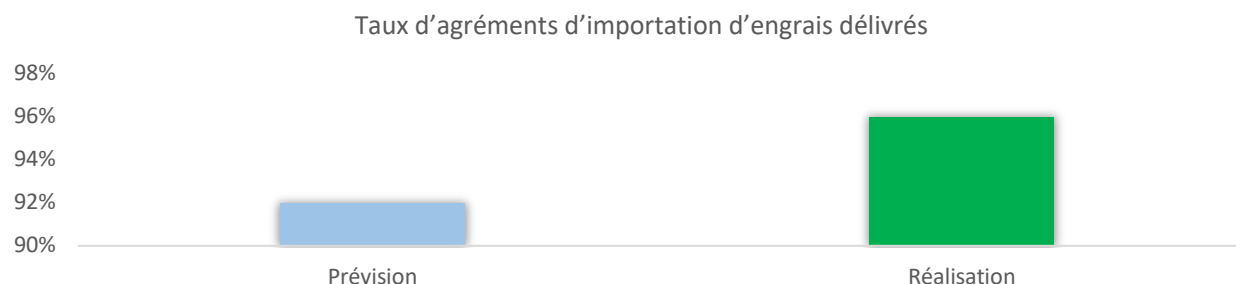 Taux d’agréments d’importation d’engrais délivrés
98%
96%
94%
92%
90%
Prévision
Réalisation